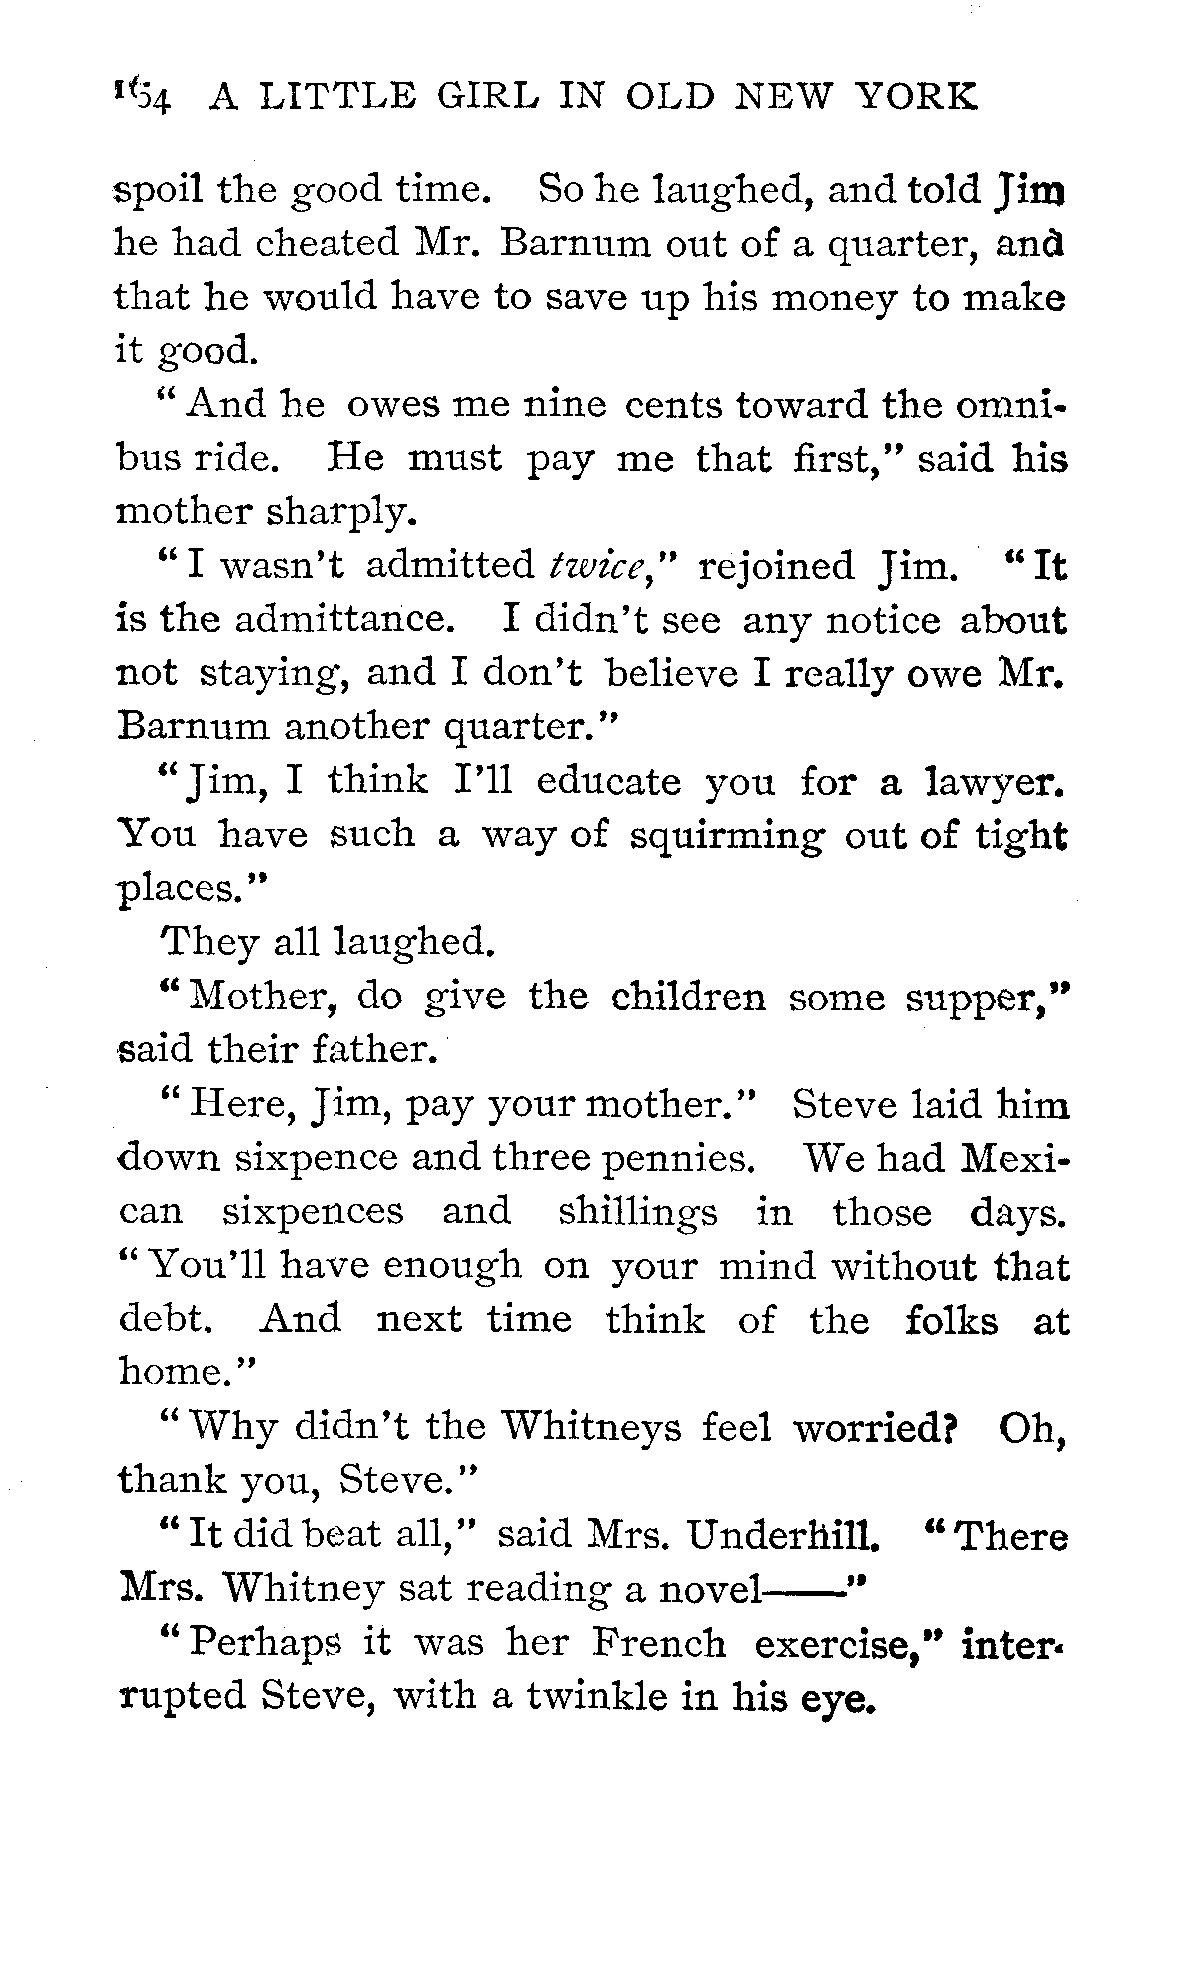 164 A LITTLE GIRL IN OLD NEW YORK
spoil the good time. So he laughed, and told Jim
he had cheated Mr. Barnum out of a quarter, and
that he would have to save up his money to make
it good.
“And he owes me nine cents toward the omni-
bus ride. He must pay me that first,” said his
mother sharply.
“I wasn’t admitted twice,” rejoined Jim. “It
is the admittance. I didn’t see any notice about
not staying, and I don’t believe I really owe Mr.
Barnum another quarter.”
“Jim, I think I’ll educate you for a lawyer.
You have such a way of squirming out of tight
places.”
They all laughed.
“Mother, do give the children some supper,”
said their father.
“Here, Jim, pay your mother.” Steve laid him
down sixpence and three pennies. We had Mexi-
can sixpences and shillings in those days.
“You’ll have enough on your mind without that
debt. And next time think of the folks at
home.”
“Why didn’t the Whitneys feel worried? Oh,
thank you, Steve.”
“It did beat all,” said Mrs. Underhill. “There
Mrs. Whitney sat reading a novel——”
“Perhaps it was her French exercise,” inter-
rupted Steve, with a twinkle in his eye.